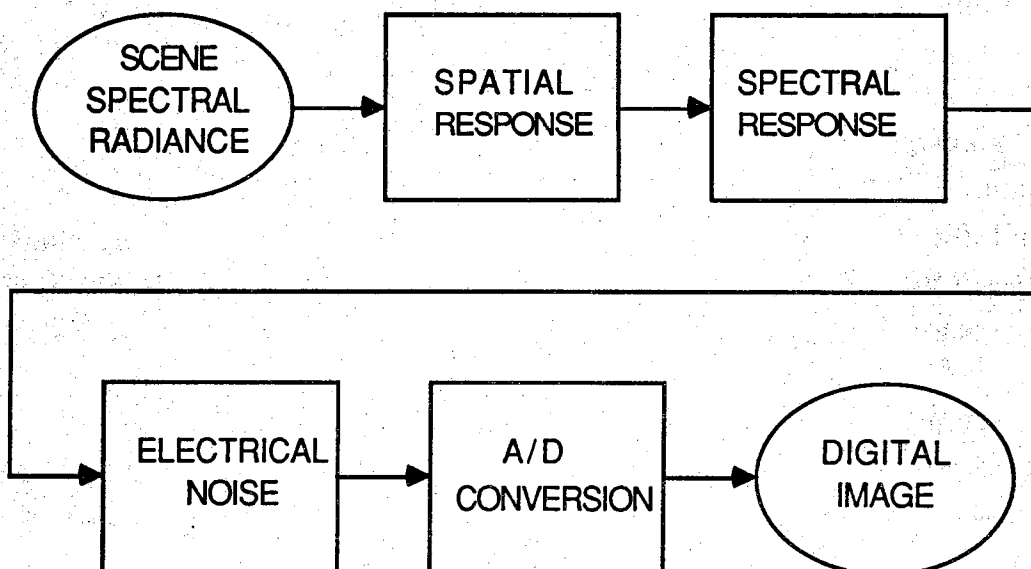 SCENE
SPECTRAL
RADIANCE
SPATIAL
RESPONSE
SPECTRAL
RESPONSE
ELECTRICAL
NOISE
A/D
CONVERSION
DIGITAL
IMAGE